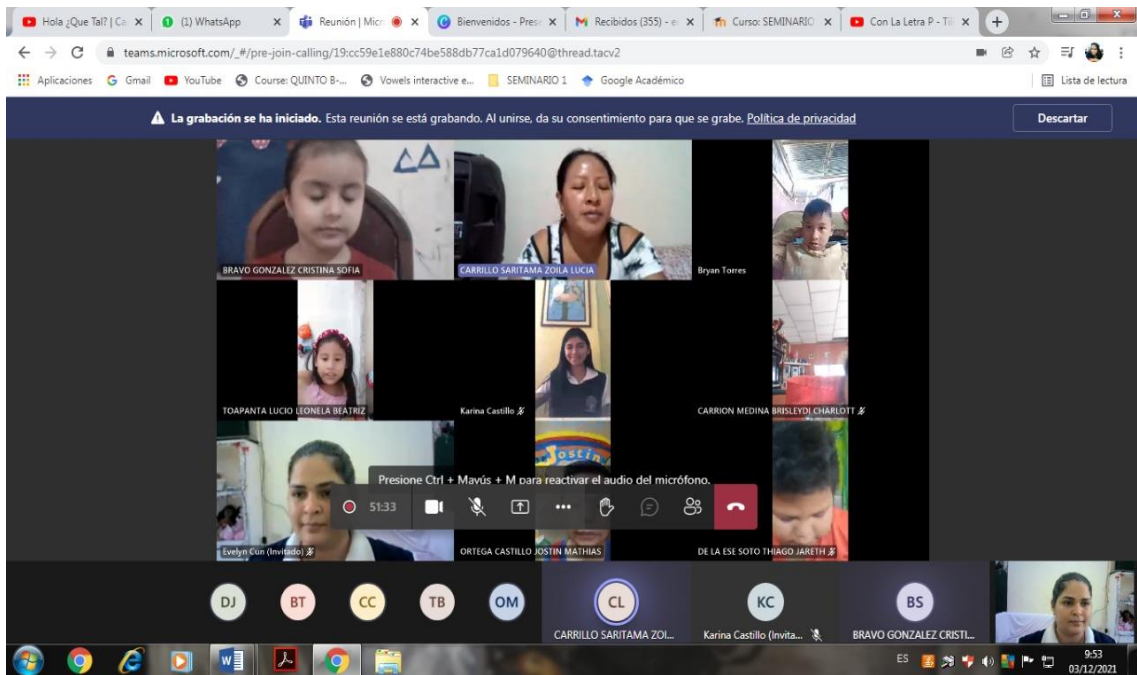 Hola ¿Que Tal? | Ca
(1) WhatsApp
Reunión | Micr
Bienvenidos - Pres
Recibidos (355) - e
Curso: SEMINARIO
Con La Letra P - Ti
teams.microsoft.com/_#/pre-join-calling/19:cc59e1e880c74be588db77ca1d079640@thread.tacv2
Aplicaciones
Gmail
YouTube
Course: QUINTO B-...
Vowels interactive e...
SEMINARIO 1
Google Académico
Lista de lectura
La grabación se ha iniciado. Esta reunión se está grabando. Al unirse, da su consentimiento para que se grabe. Política de privacidad
Descartar
BRAVO GONZALEZ CRISTINA SOFIA
CARRILLO SARITAMA ZOILA LUCIA
Bryan Torres
TOAPANTA LUCIO LEONELA BEATRIZ
Karina Castillo
CARRION MEDINA BRISLEYDI CHARLOTT
Jostin
Presione Ctrl + Mayús + M para reactivar el audio del micrófono.
51:33
Evelyn Cun (Invitado)
ORTEGA CASTILLO JOSTIN MATHIAS
DE LA ESE SOTO THIAGO JARETH
DJ
BT
CC
TB
OM
CL
KC
BS
CARRILLO SARITAMA ZOI...
Karina Castillo (Invita...
BRAVO GONZALEZ CRISTI...
ES
9:53
03/12/2021